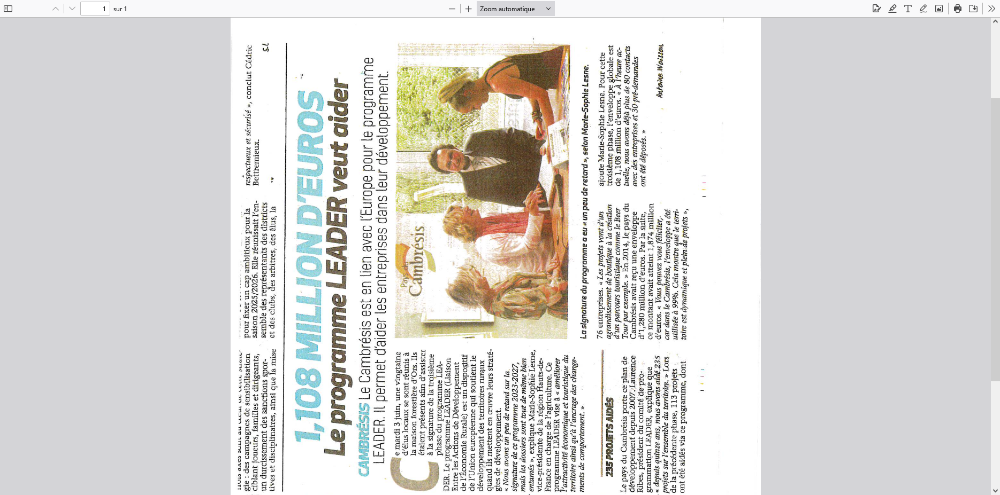 1
sur 1
Zoom automatique
gie : des campagnes de sensibilisation
ciblant joueurs, familles et dirigeants,
un durcissement des sanctions spor-
tives et disciplinaires, ainsi que la mise
pour fixer un cap ambitieux pour la
saison 2025/2026. Elle réunissait l'en-
semble des représentants des districts
et des clubs, des arbitres, des élus, la
respectueux et sécurisé », conclut Cédric
Bettremieux.
S.L
1,108 MILLION D'EUROS
Le programme LEADER veut aider
CAMBRÉSIS Le Cambrésis est en lien avec l'Europe pour le programme
LEADER. Il permet d'aider les entreprises dans leur développement.
Ce mardi 3 juin, une vingtaine
d'élus locaux se sont réunis à
la maison forestière d'Ors. Ils
étaient présents afin d'assister
à la signature de la troisième
phase du programme LEA-
DER. Le programme LEADER (Liaison
Entre les Actions de Développement
de l'Économie Rurale) est un dispositif
de l'Union européenne qui soutient le
développement des territoires ruraux
quand ils mettent en œuvre leurs straté-
gies de développement.
« Nous avons un peu de retard sur la
signature de ce programme 2023-2027,
mais les dossiers sont tout de même bien
entamés », explique Marie-Sophie Lesne,
vice-présidente de la région Hauts-de-
France en charge de l'agriculture. Ce
programme LEADER vise à « améliorer
l'attractivité économique et touristique du
territoire ainsi qu'à l'ancrage des change-
ments de comportement. »
Pays du
Cambrésis
La signature du programme a eu « un peu de retard », selon Marie-Sophie Lesne.
235 PROJETS AIDÉS
Le pays du Cambrésis porte ce plan de
développement depuis 2007. Laurence
Ribes, président du comité de pro-
grammation LEADER, explique que
« depuis quinze ans, nous avons aidé 235
projets sur l'ensemble du territoire. » Lors
de la précédente phase, 113 projets
ont été aidés via ce programme, dont
76 entreprises. « Les projets vont d'un
agrandissement de boutique à la création
d'un parcours touristique comme le Beer
Tour par exemple. » En 2014, le pays du
Cambrésis avait reçu une enveloppe
d'1,280 million d'euros. Par la suite,
ce montant avait atteint 1,874 million
d'euros. « Vous pouvez vous féliciter,
car dans le Cambrésis, l'enveloppe a été
utilisée à 99%. Cela montre que le terri-
toire est dynamique et plein de projets »,
ajoute Marie-Sophie Lesne. Pour cette
troisième phase, l'enveloppe globale est
de 1,108 million d'euros. « À l'heure ac-
tuelle, nous avons déjà plus de 80 contacts
avec des entreprises et 30 pré-demandes
ont été déposés. »
Antoine Woisson